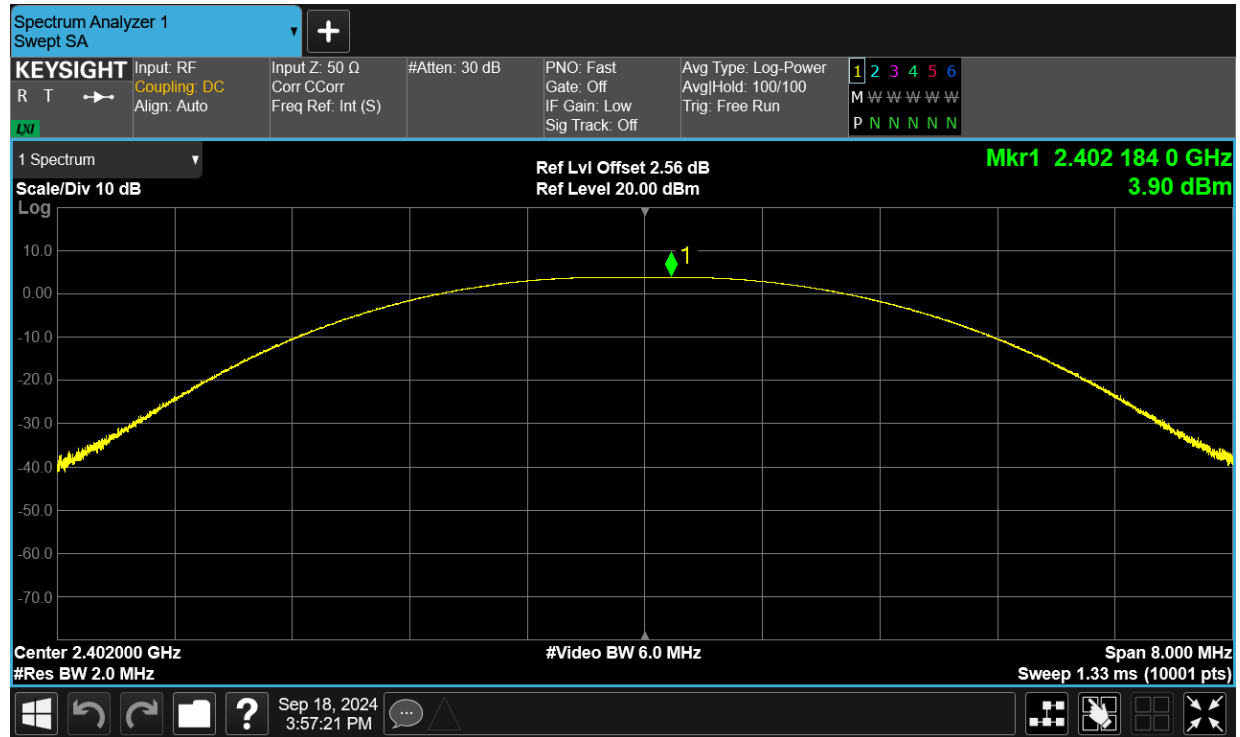 Spectrum Analyzer 1
Swept SA
+
KEYSIGHT Input: RF Input Z: 50 Ω #Atten: 30 dB PNO: Fast Avg Type: Log-Power 1 2 3 4 5 6
R T Coupling: DC Corr CCorr Gate: Off Avg|Hold: 100/100 M W W W W W
Align: Auto Freq Ref: Int (S) IF Gain: Low Trig: Free Run
LXI Sig Track: Off P N N N N N
1 Spectrum Ref Lvl Offset 2.56 dB Mkr1 2.402 184 0 GHz
Scale/Div 10 dB Ref Level 20.00 dBm 3.90 dBm
Log
1
10.0
0.00
-10.0
-20.0
-30.0
-40.0
-50.0
-60.0
-70.0
Center 2.402000 GHz #Video BW 6.0 MHz Span 8.000 MHz
#Res BW 2.0 MHz Sweep 1.33 ms (10001 pts)
? Sep 18, 2024
3:57:21 PM